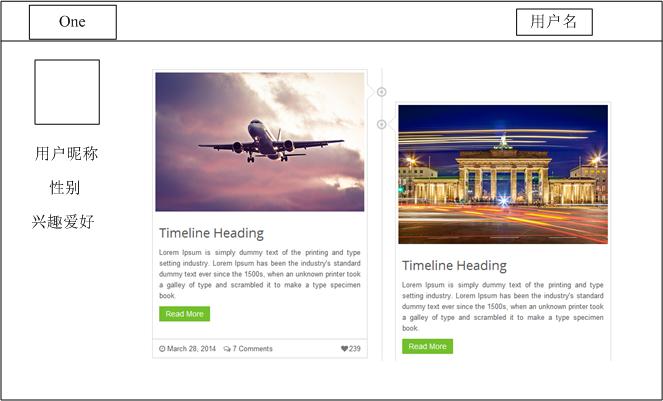 One
用户名
用户昵称
性别
兴趣爱好
Timeline Heading
Lorem Ipsum is simply dummy text of the printing and type
setting industry. Lorem Ipsum has been the industry's standard
dummy text ever since the 1500s, when an unknown printer took
a galley of type and scrambled it to make a type specimen
book.
Read More
March 28, 2014 7 Comments 239
Timeline Heading
Lorem Ipsum is simply dummy text of the printing and type
setting industry. Lorem Ipsum has been the industry's standard
dummy text ever since the 1500s, when an unknown printer took
a galley of type and scrambled it to make a type specimen
book.
Read More